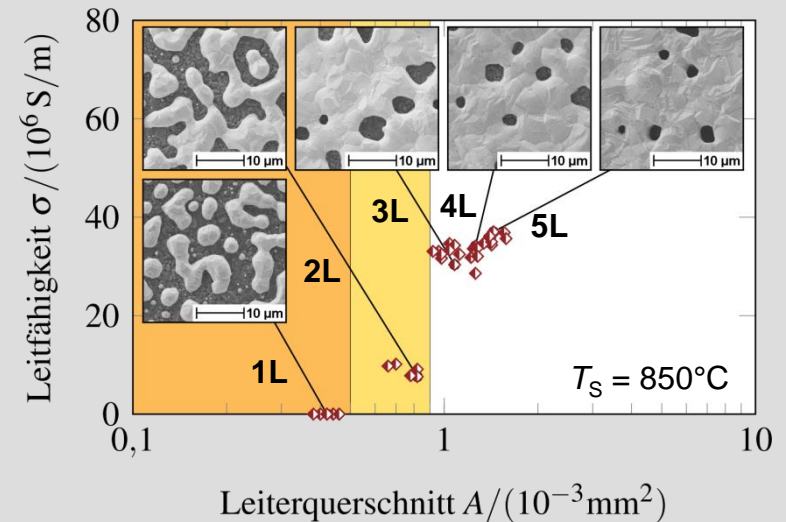 Leitfähigkeit σ/(10⁶ S/m)
80
60
40
20
0
10 µm
10 µm
10 µm
10 µm
10 µm
1L
2L
3L
4L
5L
T_S = 850°C
0,1
1
10
Leiterquerschnitt A/(10⁻³mm²)